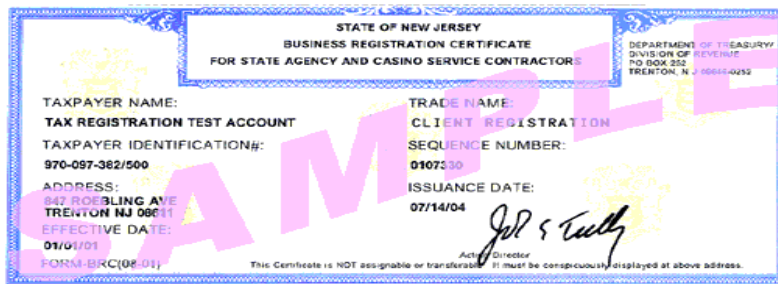 STATE OF NEW JERSEY
BUSINESS REGISTRATION CERTIFICATE
FOR STATE AGENCY AND CASINO SERVICE CONTRACTORS
DEPARTMENT OF TREASURY/
DIVISION OF REVENUE
PO BOX 252
TRENTON, N J 08646-0252
TAXPAYER NAME:
TAX REGISTRATION TEST ACCOUNT
TAXPAYER IDENTIFICATION#:
970-097-382/500
ADDRESS:
847 ROEBLING AVE
TRENTON NJ 08611
EFFECTIVE DATE:
01/01/01
FORM-BRC(08-01)
TRADE NAME:
CLIENT REGISTRATION
SEQUENCE NUMBER:
0107330
ISSUANCE DATE:
07/14/04
Acting Director
This Certificate is NOT assignable or transferable. It must be conspicuously displayed at above address.
SAMPLE